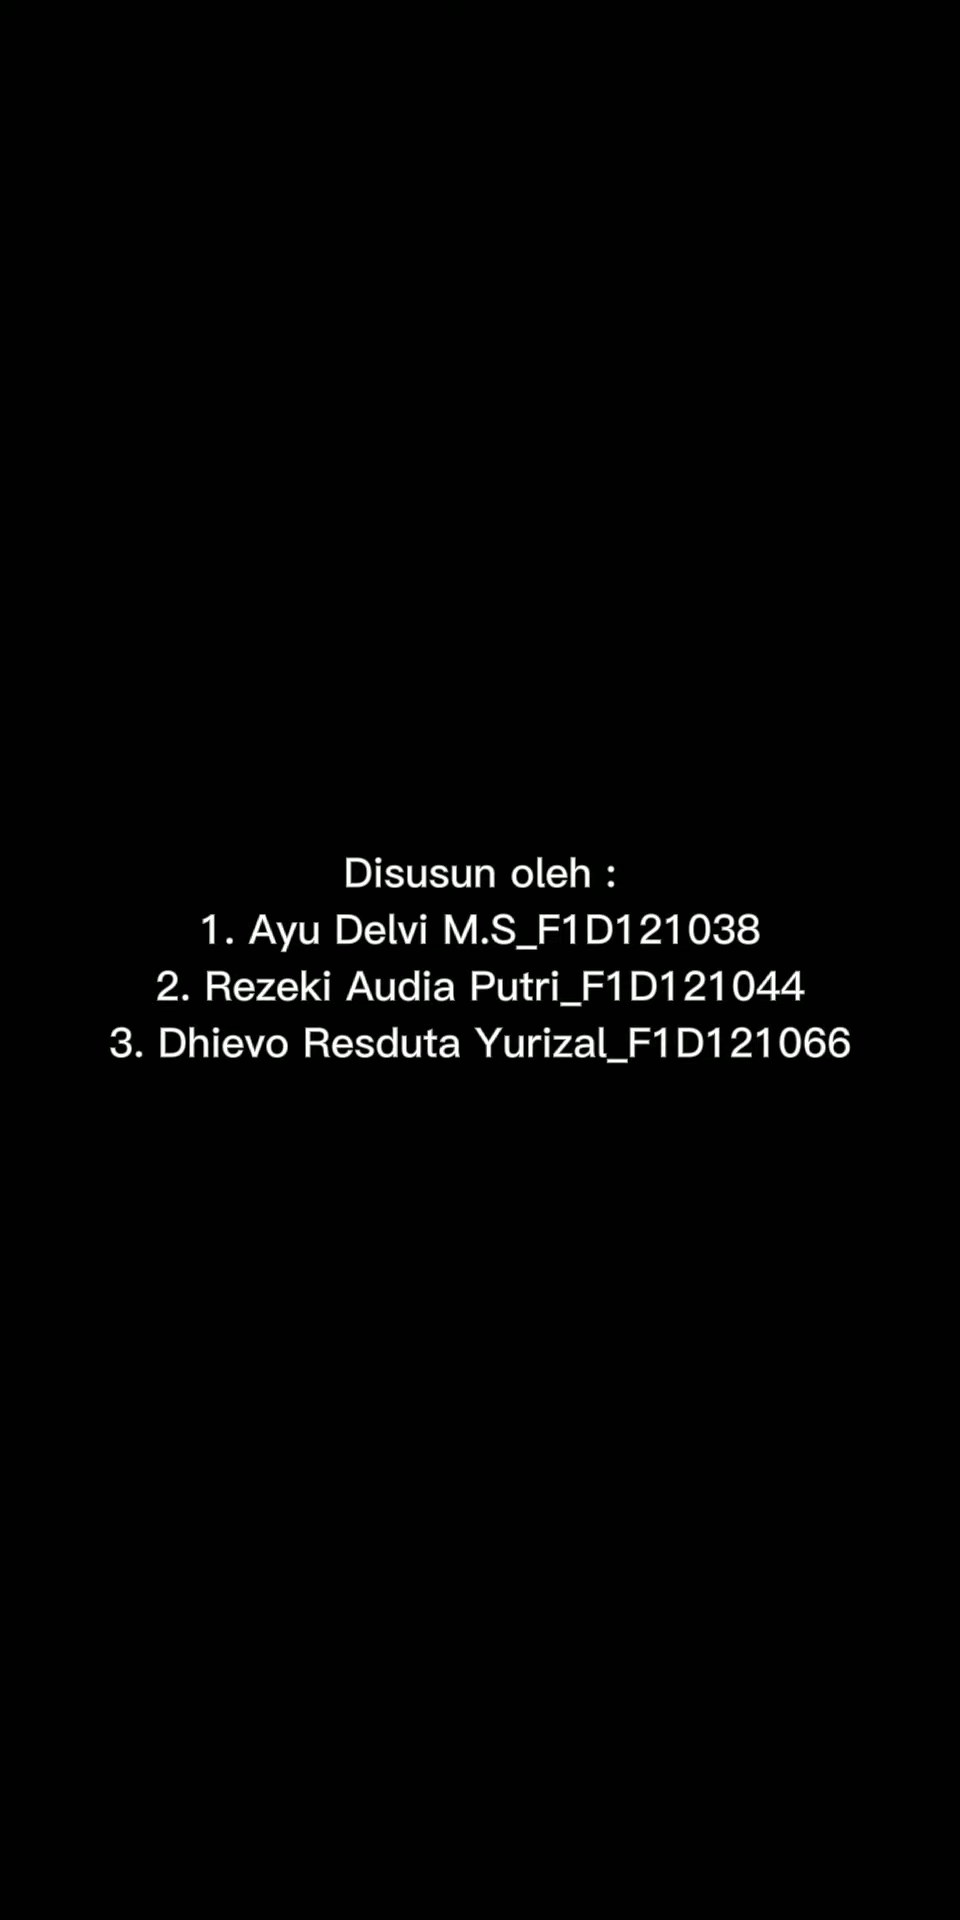 Disusun oleh :
1. Ayu Delvi M.S_F1D121038
2. Rezeki Audia Putri_F1D121044
3. Dhievo Resduta Yurizal_F1D121066